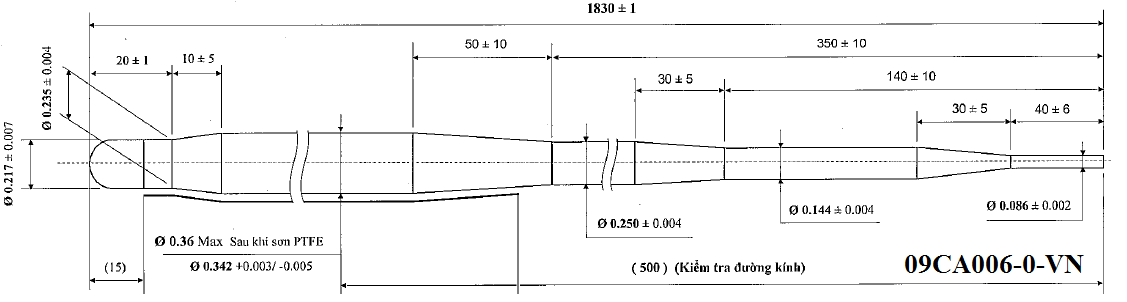 1830 ± 1
50 ± 10
350 ± 10
20 ± 1
10 ± 5
30 ± 5
140 ± 10
30 ± 5
40 ± 6
Ø 0.235 ± 0.004
Ø 0.217 ± 0.007
Ø 0.250 ± 0.004
Ø 0.144 ± 0.004
Ø 0.086 ± 0.002
Ø 0.36 Max Sau khi sơn PTFE
Ø 0.342 +0.003/ -0.005
(15)
( 500 ) (Kiểm tra đường kính)
09CA006-0-VN